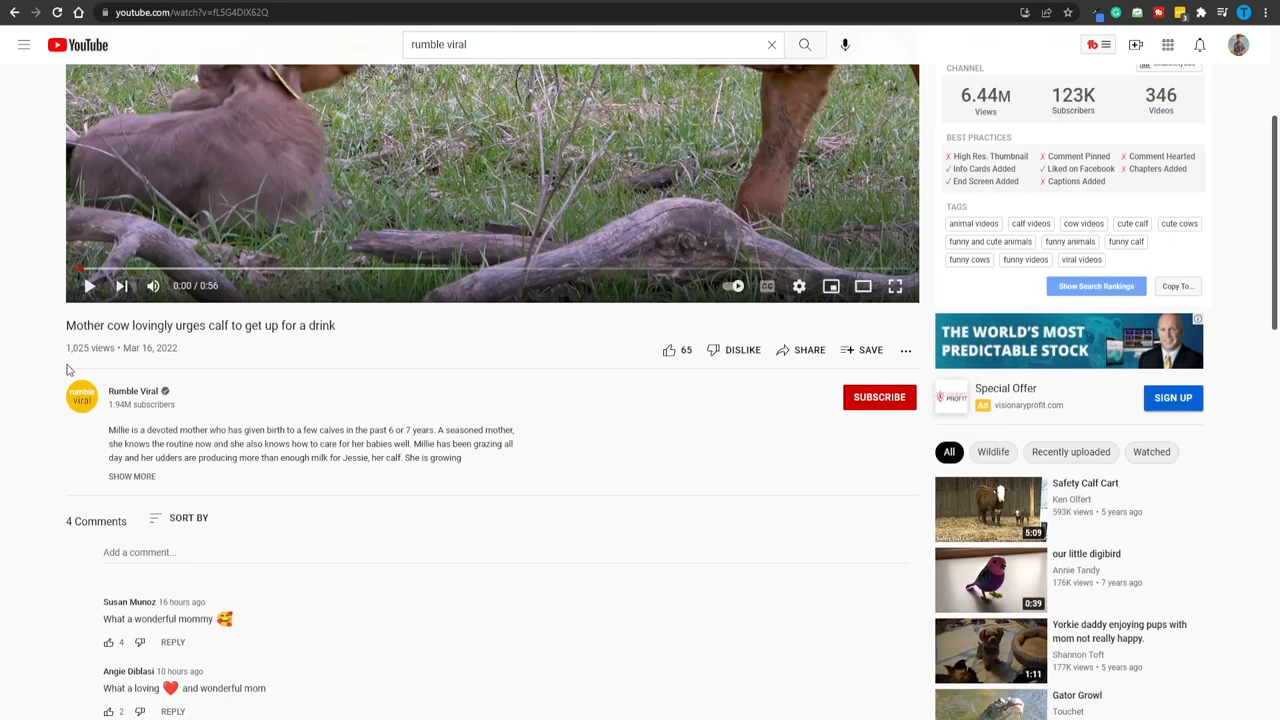 youtube.com/watch?v=fLSG4DIX62Q
YouTube
rumble viral
CHANNEL
6.44M
123K
346
Views
Subscribers
Videos
BEST PRACTICES
✗ High Res. Thumbnail
✗ Comment Pinned
✗ Comment Hearted
✓ Info Cards Added
✓ Liked on Facebook
✗ Chapters Added
✓ End Screen Added
✗ Captions Added
TAGS
animal videos
calf videos
cow videos
cute calf
cute cows
funny and cute animals
funny animals
funny calf
funny cows
funny videos
viral videos
Show Search Rankings
Copy To...
0:00 / 0:56
CC
Mother cow lovingly urges calf to get up for a drink
1,025 views • Mar 16, 2022
65
DISLIKE
SHARE
SAVE
rumble
viral
Rumble Viral
1.94M subscribers
SUBSCRIBE
Millie is a devoted mother who has given birth to a few calves in the past 6 or 7 years. A seasoned mother,
she knows the routine now and she also knows how to care for her babies well. Millie has been grazing all
day and her udders are producing more than enough milk for Jessie, her calf. She is growing
SHOW MORE
4 Comments
SORT BY
Add a comment...
Susan Munoz 16 hours ago
What a wonderful mommy 🥰
4
REPLY
Angie Diblasi 10 hours ago
What a loving ❤️ and wonderful mom
2
REPLY
THE WORLD'S MOST
PREDICTABLE STOCK
Special Offer
Ad visionaryprofit.com
SIGN UP
All
Wildlife
Recently uploaded
Watched
Safety Calf Cart
Ken Olfert
593K views • 5 years ago
5:09
our little digibird
Annie Tandy
176K views • 7 years ago
0:39
Yorkie daddy enjoying pups with
mom not really happy.
Shannon Toft
177K views • 5 years ago
1:11
Gator Growl
Touchet